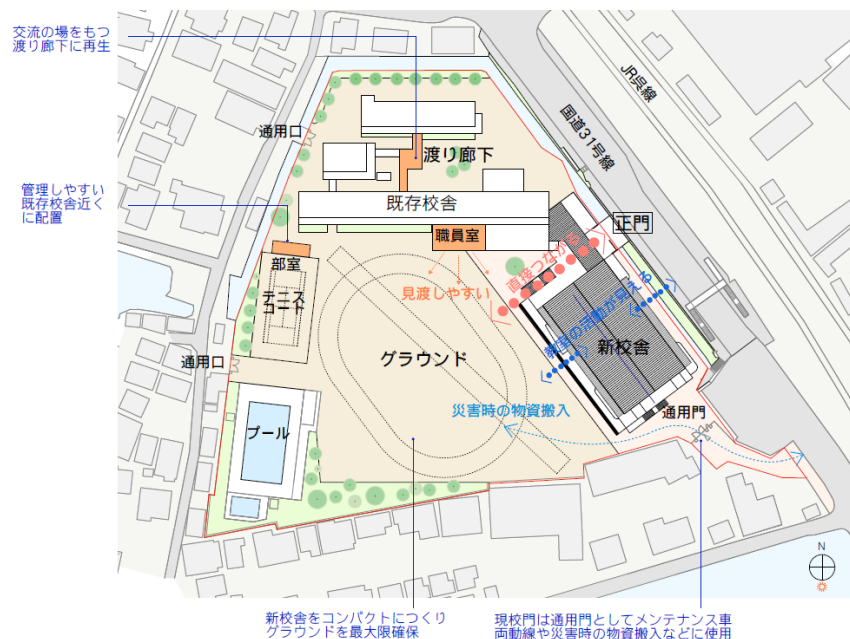 交流の場をもつ
渡り廊下に再生
JR呉線
国道31号線
通用口
渡り廊下
管理しやすい
既存校舎近く
に配置
既存校舎
正門
職員室
直接つながる
部室
見渡しやすい
テニス
コート
教室の活動が見える
新校舎
通用口
グラウンド
災害時の物資搬入
通用門
プール
N
新校舎をコンパクトにつくり
グラウンドを最大限確保
現校門は通用門としてメンテナンス車
両動線や災害時の物資搬入などに使用